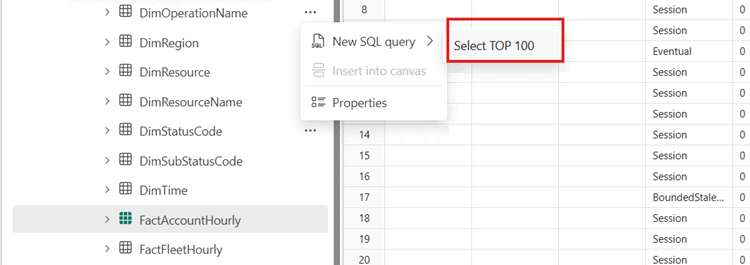 DimOperationName
DimRegion
DimResource
DimResourceName
DimStatusCode
DimSubStatusCode
DimTime
FactAccountHourly
FactFleetHourly
SQL New SQL query
Insert into canvas
Properties
Select TOP 100
8 Session 0
Session 0
Eventual 0
Session 0
Session 0
Session 0
14 Session 0
15 Session 0
16 Session 0
17 BoundedStale... 0
18 Session 0
19 Session 0
20 Session 0